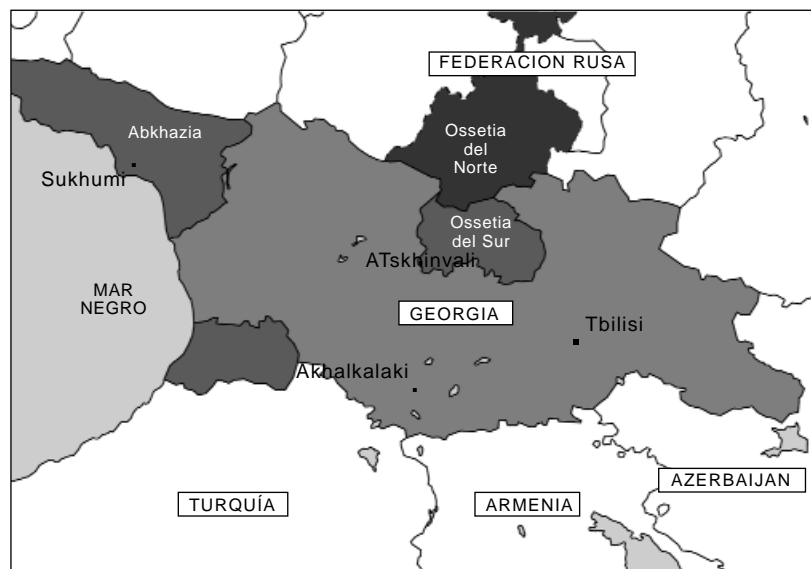 FEDERACION RUSA
Abkhazia
Ossetia
del
Norte
Sukhumi
Ossetia
del Sur
ATskhinvali
MAR
NEGRO
GEORGIA
Tbilisi
Akhalkalaki
AZERBAIJAN
TURQUÍA
ARMENIA